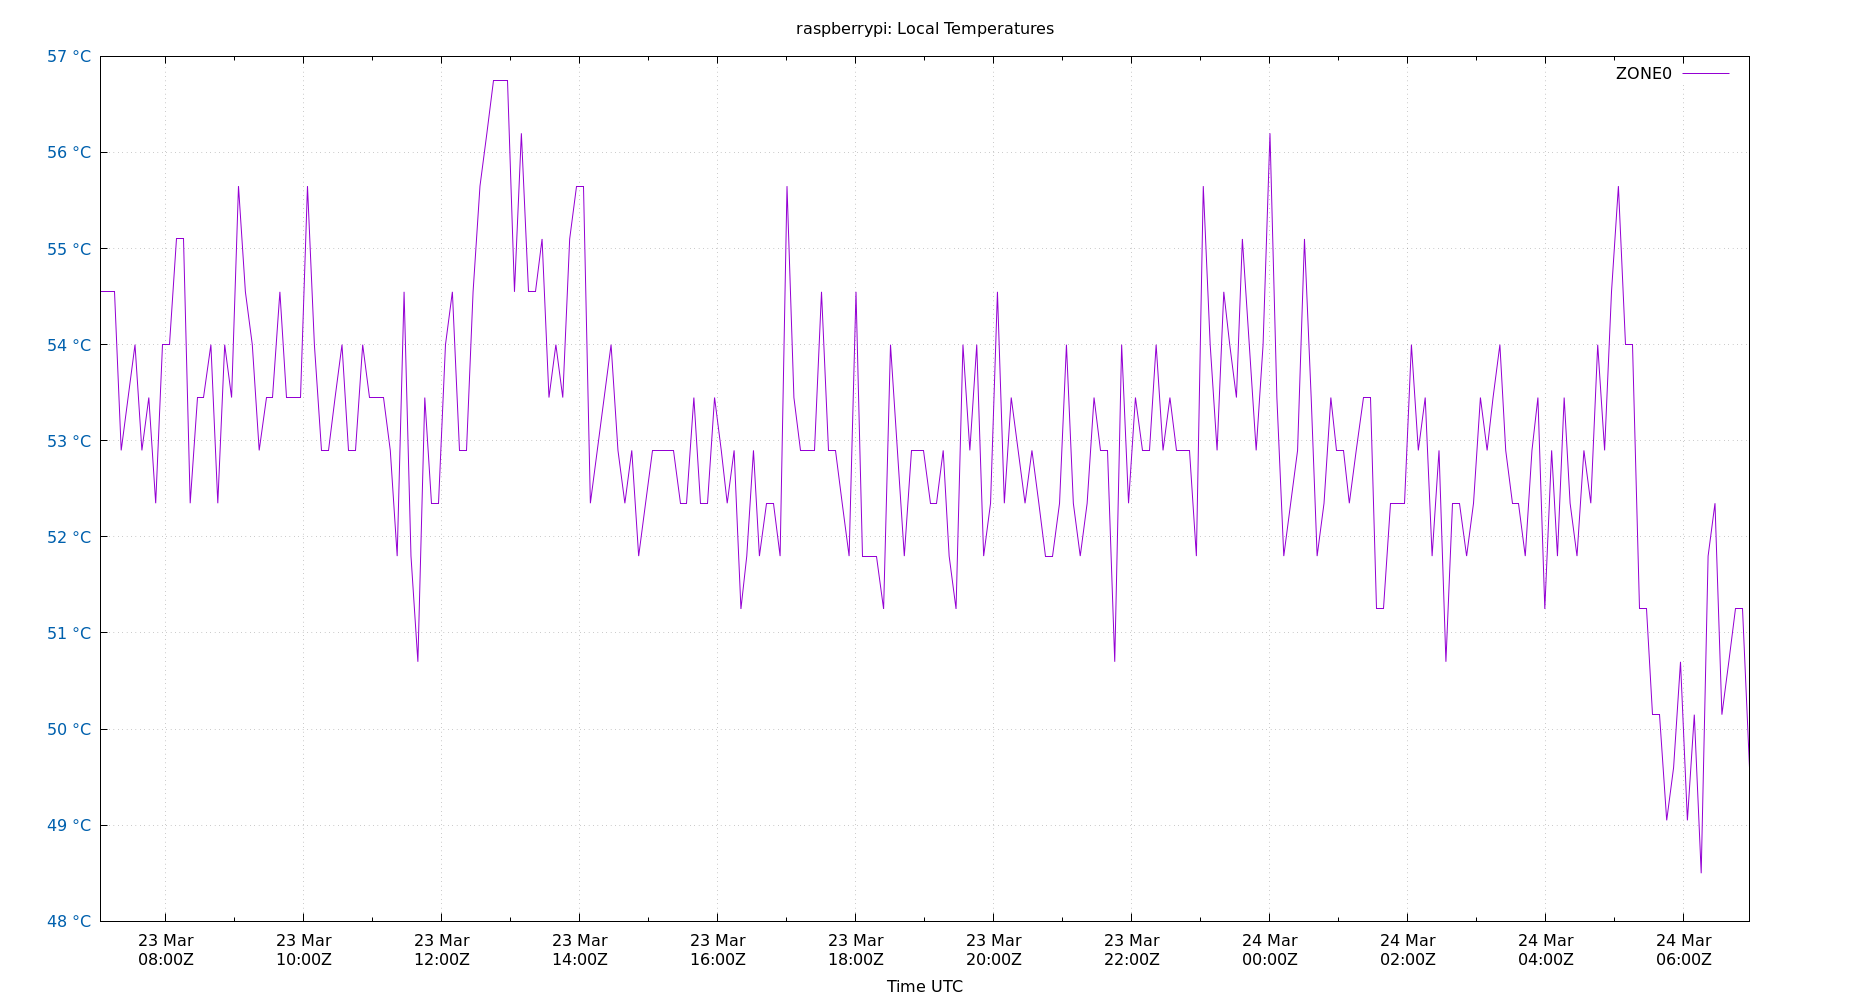 raspberrypi: Local Temperatures
57 °C
ZONE0
56 °C
55 °C
54 °C
53 °C
52 °C
51 °C
50 °C
49 °C
48 °C
23 Mar 23 Mar 23 Mar 23 Mar 23 Mar 23 Mar 23 Mar 23 Mar 24 Mar 24 Mar 24 Mar 24 Mar
08:00Z 10:00Z 12:00Z 14:00Z 16:00Z 18:00Z 20:00Z 22:00Z 00:00Z 02:00Z 04:00Z 06:00Z
Time UTC